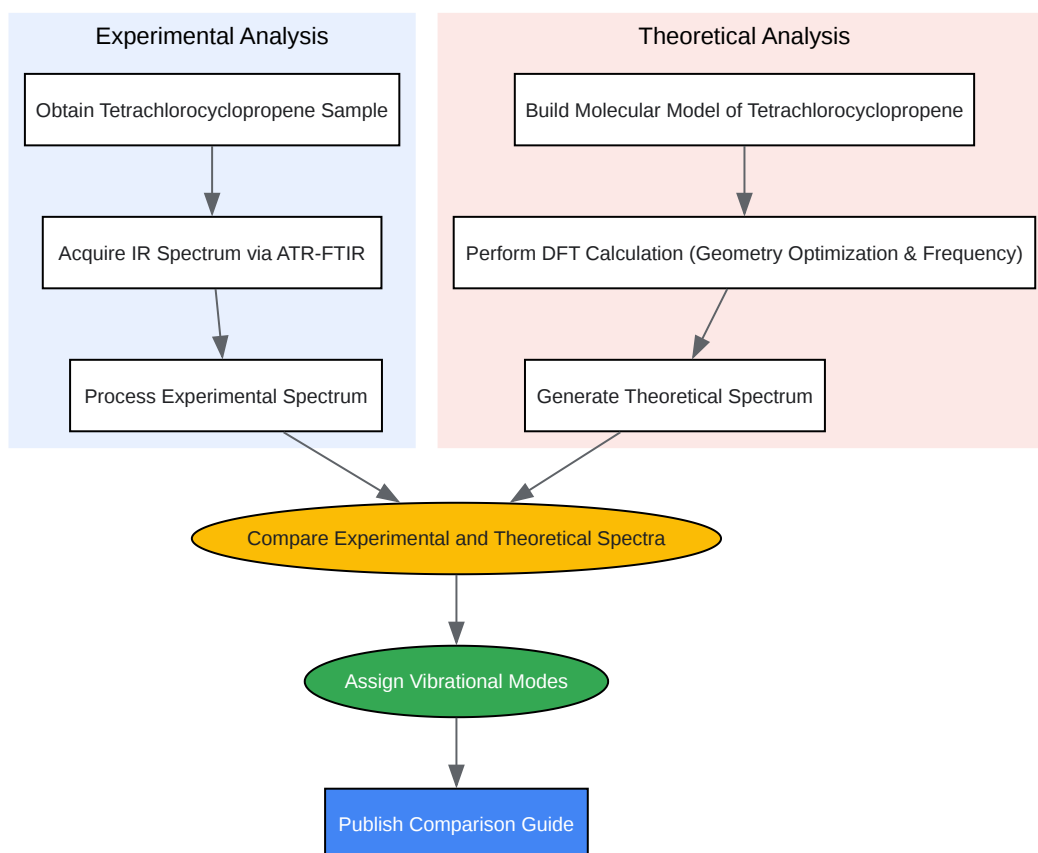 Experimental Analysis
Obtain Tetrachlorocyclopropene Sample
Acquire IR Spectrum via ATR-FTIR
Process Experimental Spectrum
Theoretical Analysis
Build Molecular Model of Tetrachlorocyclopropene
Perform DFT Calculation (Geometry Optimization & Frequency)
Generate Theoretical Spectrum
Compare Experimental and Theoretical Spectra
Assign Vibrational Modes
Publish Comparison Guide